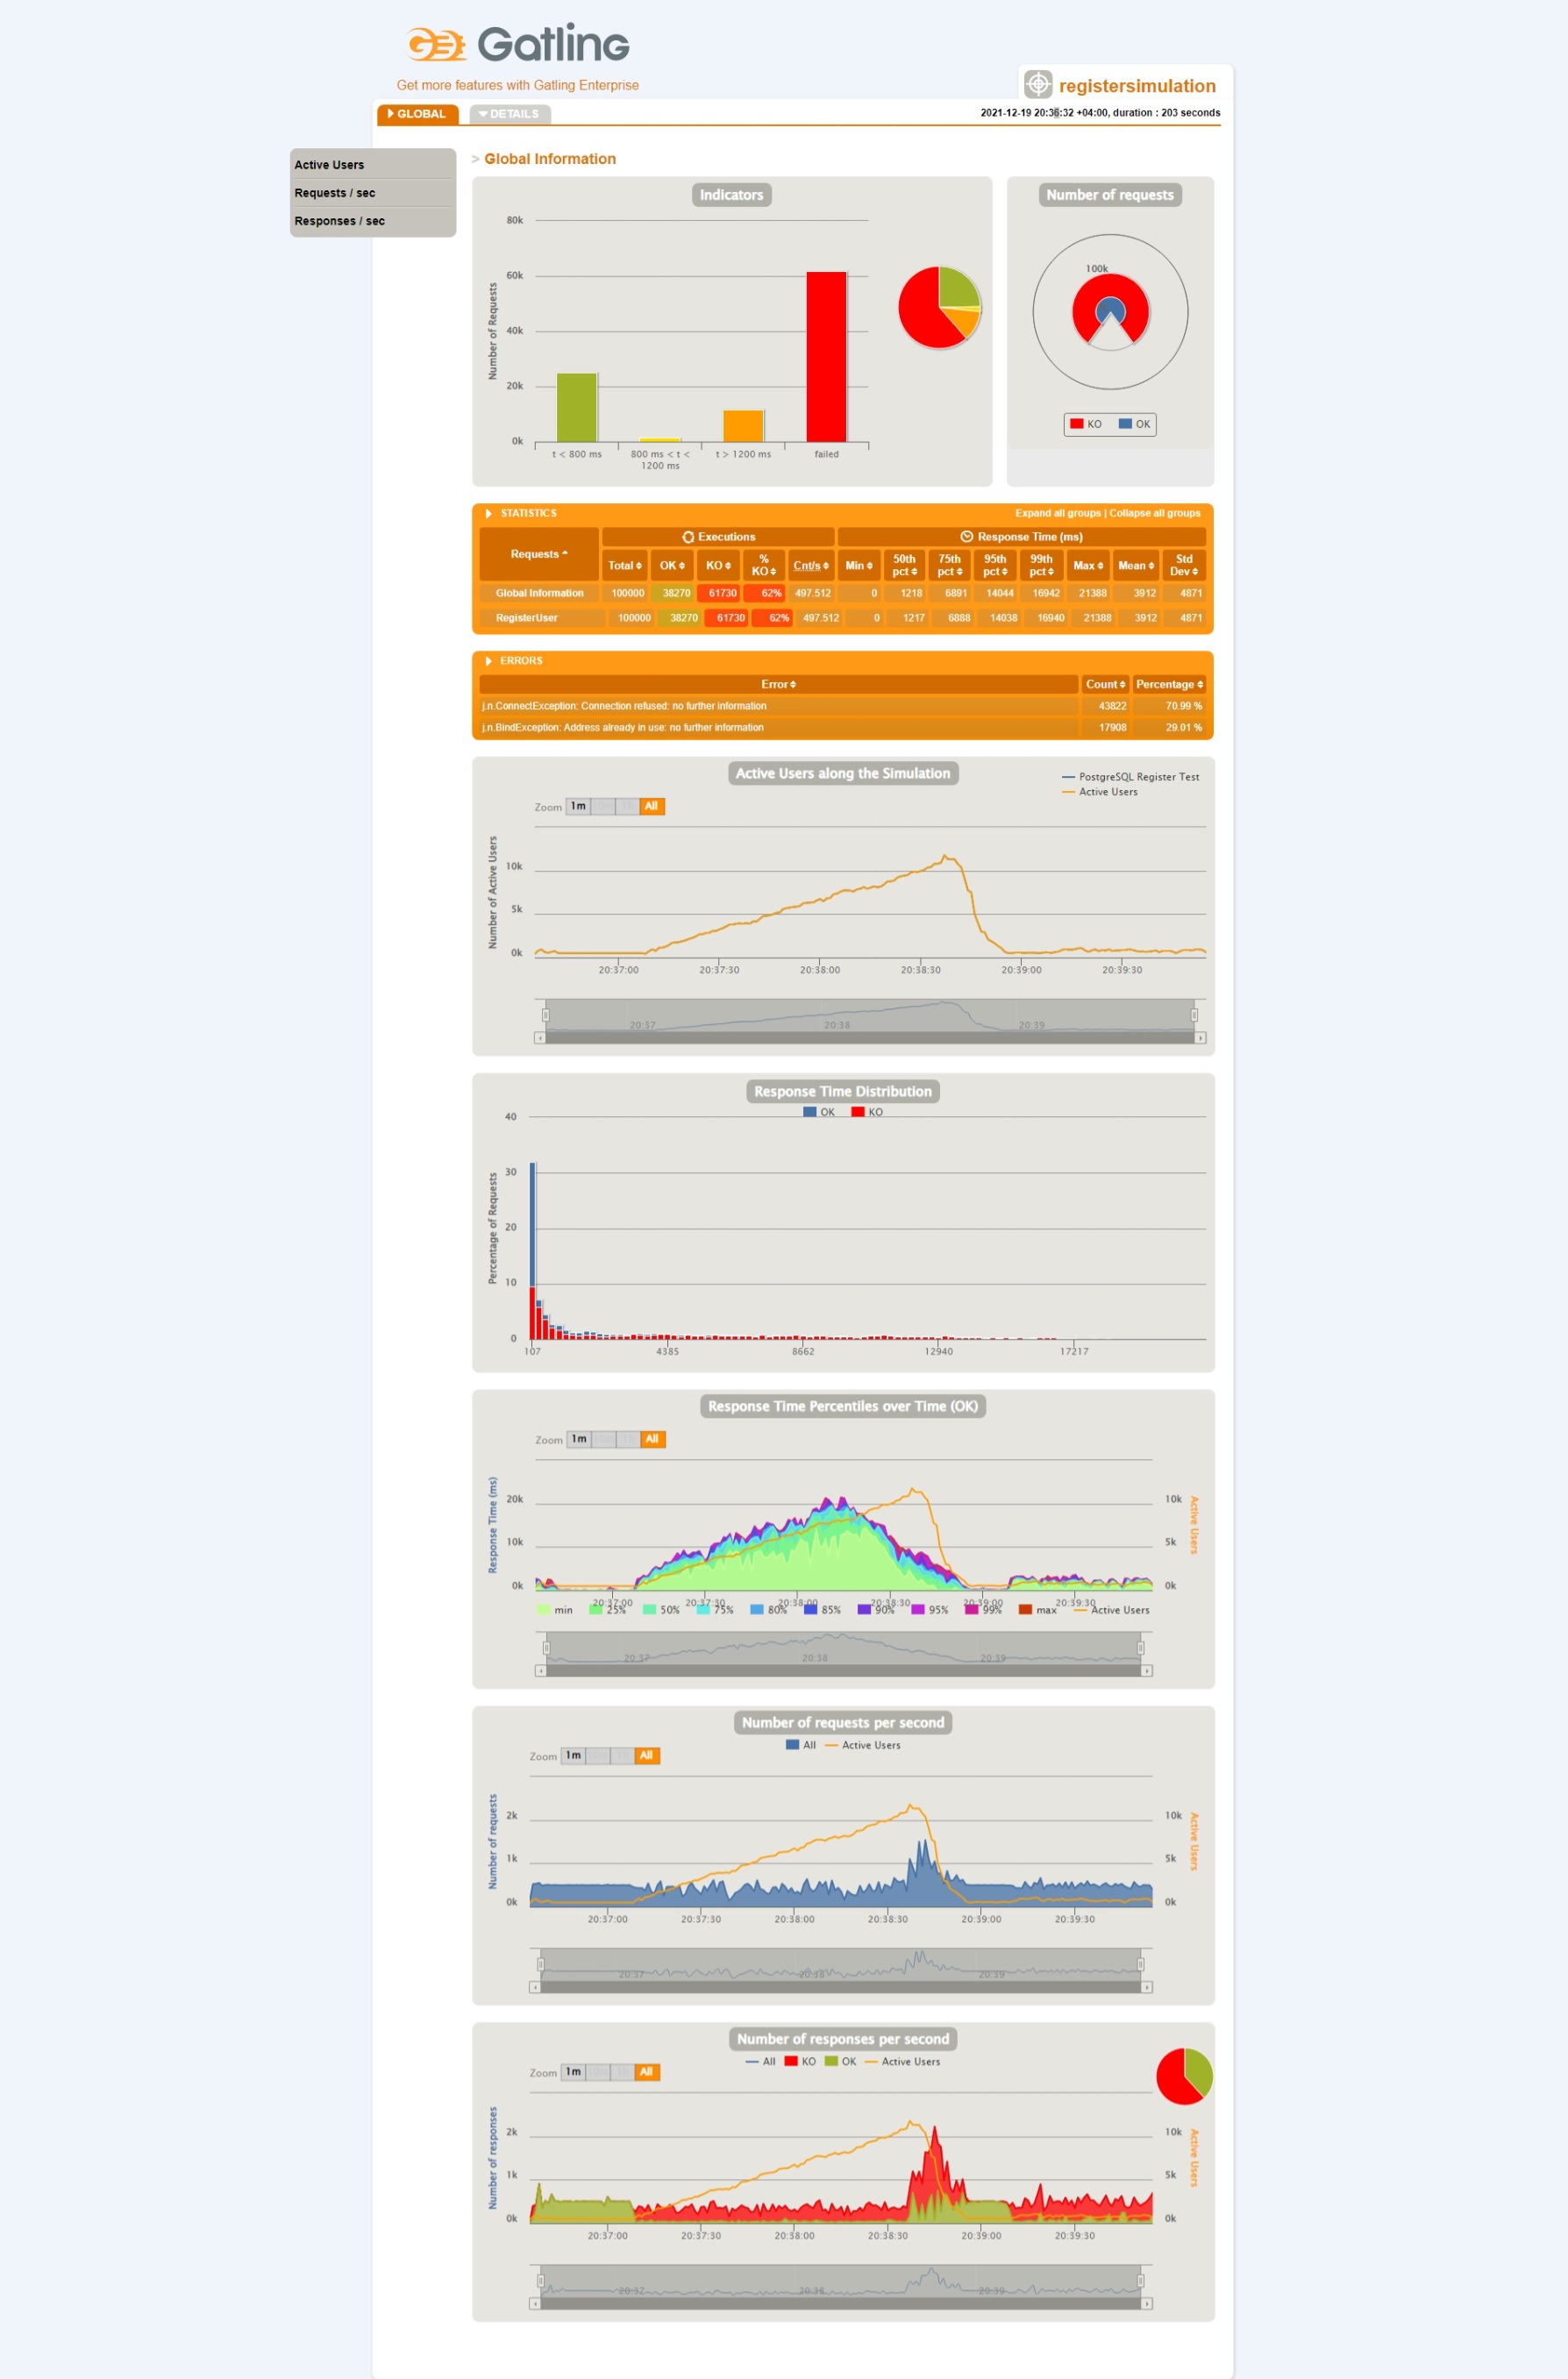 Gatling
Get more features with Gatling Enterprise
registersimulation
GLOBAL
DETAILS
2021-12-19 20:36:32 +04:00, duration : 203 seconds
Active Users
Requests / sec
Responses / sec
> Global Information
Indicators
Number of Requests
80k
60k
40k
20k
0k
t < 800 ms
800 ms < t <
1200 ms
t > 1200 ms
failed
Number of requests
100k
KO OK
STATISTICS
Expand all groups | Collapse all groups
Requests
Executions
Response Time (ms)
Total OK KO % KO Cnt/s Min 50th pct 75th pct 95th pct 99th pct Max Mean Std Dev
Global Information 100000 38270 61730 62% 497.512 0 1218 6891 14044 16942 21388 3912 4871
RegisterUser 100000 38270 61730 62% 497.512 0 1217 6888 14038 16940 21388 3912 4871
ERRORS
Error Count Percentage
j.n.ConnectException: Connection refused: no further information 43822 70.99 %
j.n.BindException: Address already in use: no further information 17908 29.01 %
Active Users along the Simulation
PostgreSQL Register Test
Active Users
Zoom 1m All
Number of Active Users
10k
5k
0k
20:37:00 20:37:30 20:38:00 20:38:30 20:39:00 20:39:30
20:37 20:38 20:39
Response Time Distribution
OK KO
Percentage of Requests
40
30
20
10
0
107 4385 8662 12940 17217
Response Time Percentiles over Time (OK)
Zoom 1m All
Response Time (ms)
20k
10k
0k
10k
5k
0k
Active Users
20:37:00 20:37:30 20:38:00 20:38:30 20:39:00 20:39:30
min 25% 50% 75% 80% 85% 90% 95% 99% max Active Users
20:37 20:38 20:39
Number of requests per second
All Active Users
Zoom 1m All
Number of requests
2k
1k
0k
10k
5k
0k
Active Users
20:37:00 20:37:30 20:38:00 20:38:30 20:39:00 20:39:30
20:37 20:38 20:39
Number of responses per second
All KO OK Active Users
Zoom 1m All
Number of responses
2k
1k
0k
10k
5k
0k
Active Users
20:37:00 20:37:30 20:38:00 20:38:30 20:39:00 20:39:30
20:37 20:38 20:39